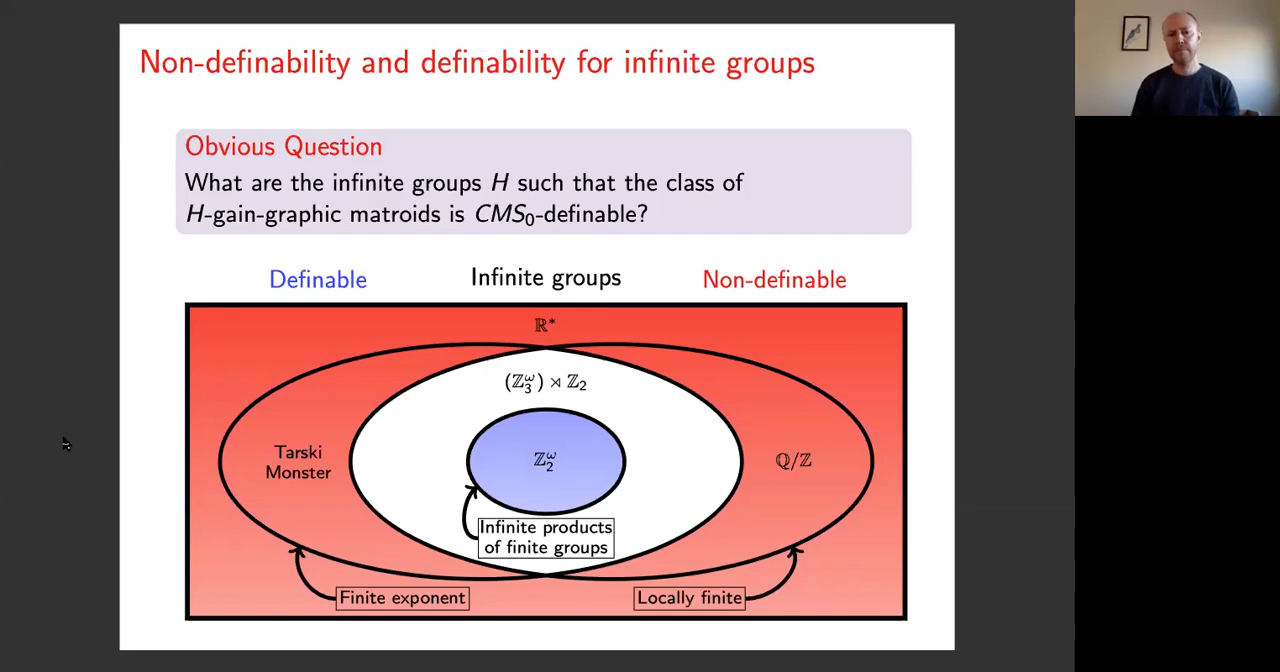 Non-definability and definability for infinite groups
Obvious Question
What are the infinite groups H such that the class of
H-gain-graphic matroids is CMS₀-definable?
Definable
Infinite groups
Non-definable
ℝ*
(ℤ₃^ω) ⋊ ℤ₂
Tarski
Monster
ℤ₂^ω
ℚ/ℤ
Infinite products
of finite groups
Finite exponent
Locally finite